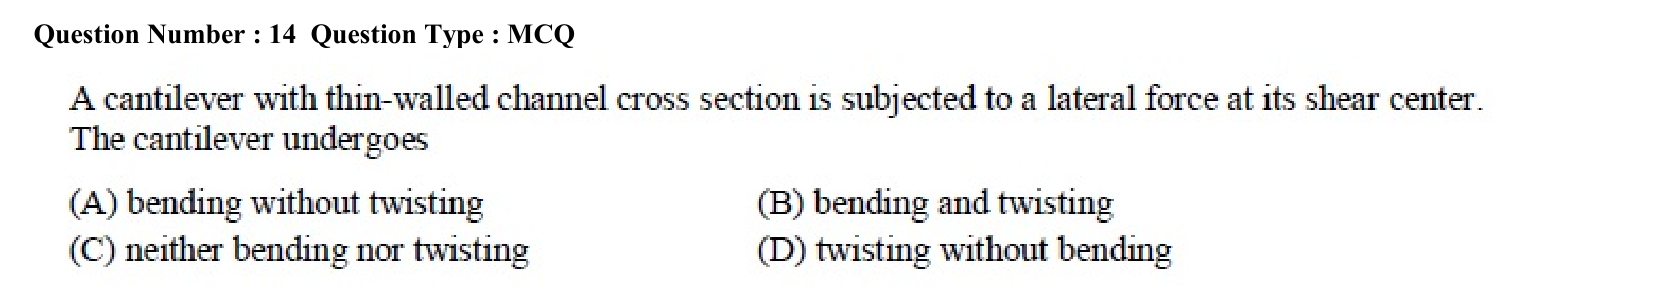 Question Number : 14 Question Type : MCQ
A cantilever with thin-walled channel cross section is subjected to a lateral force at its shear center.
The cantilever undergoes
(A) bending without twisting (B) bending and twisting
(C) neither bending nor twisting (D) twisting without bending